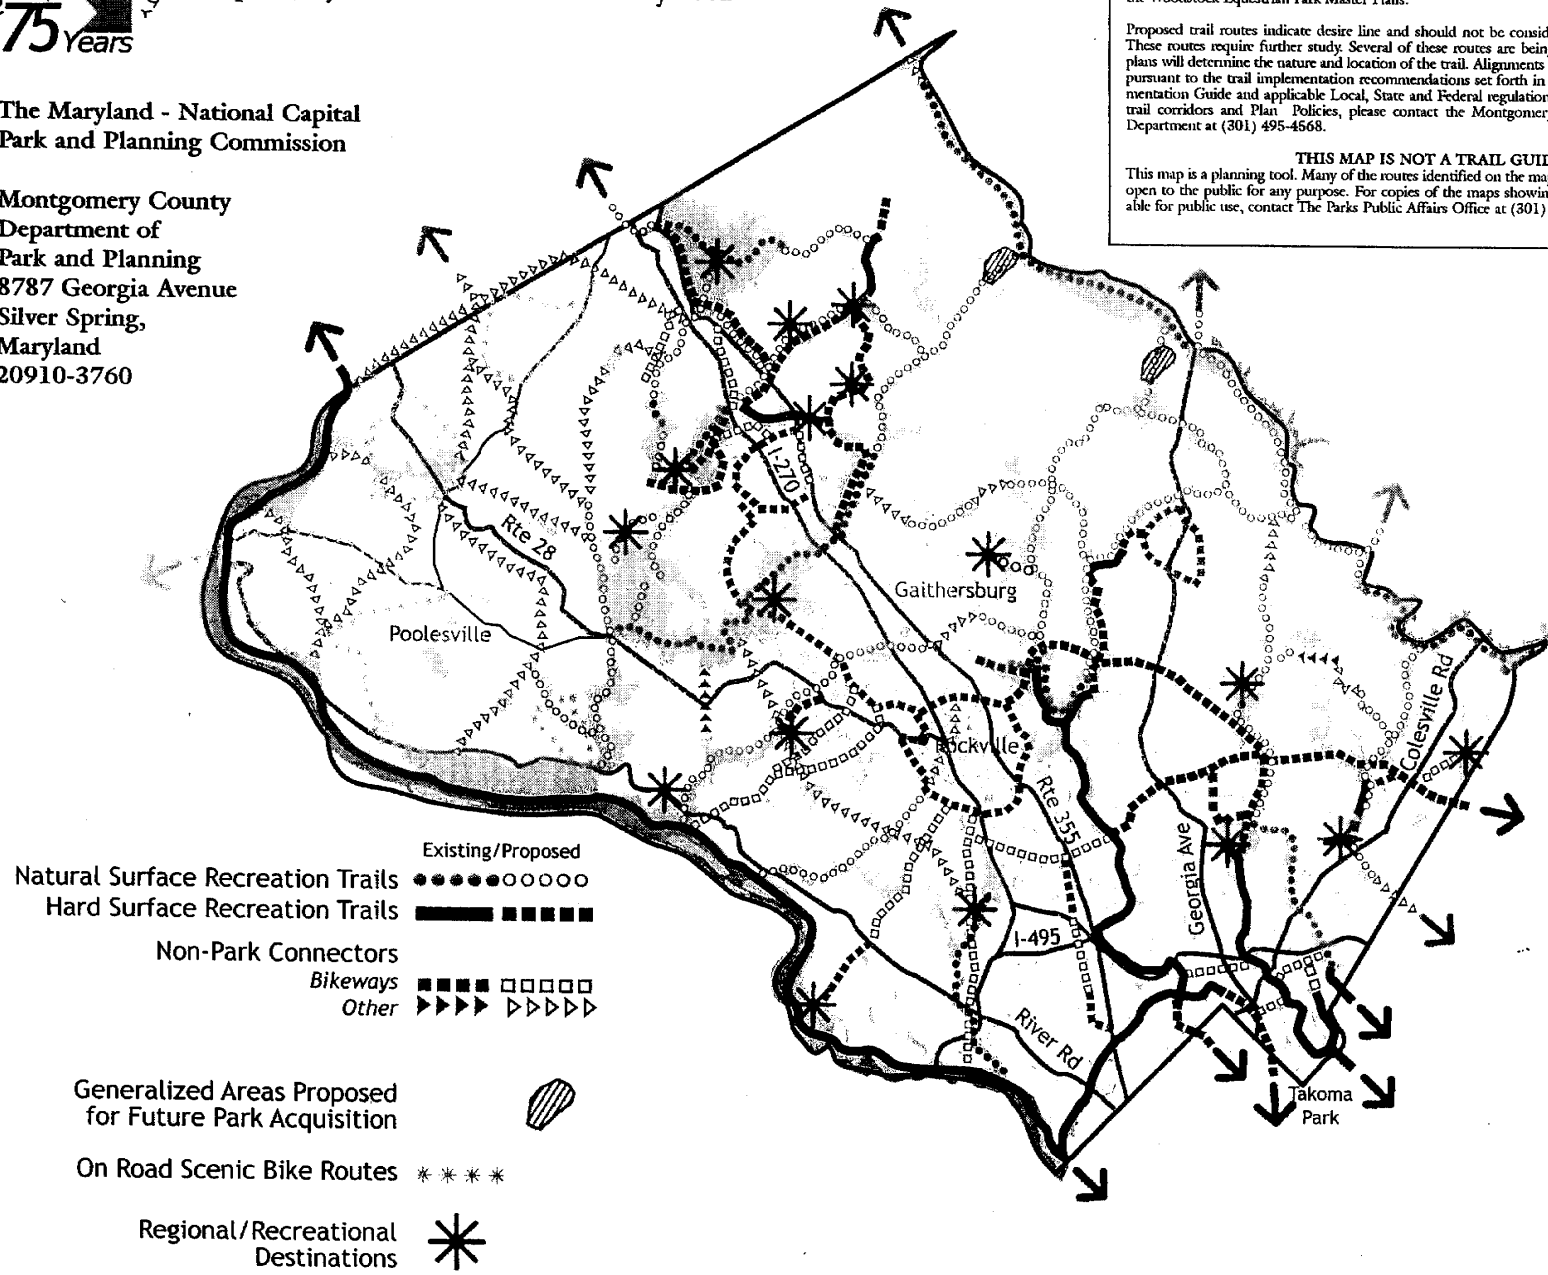 75 Years
The Maryland - National Capital
Park and Planning Commission
Montgomery County
Department of
Park and Planning
8787 Georgia Avenue
Silver Spring,
Maryland
20910-3760
the Woodstock Equestrian Park Master Plans.
Proposed trail routes indicate desire line and should not be consid
These routes require further study. Several of these routes are bein
plans will determine the nature and location of the trail. Alignments
pursuant to the trail implementation recommendations set forth in
mentation Guide and applicable Local, State and Federal regulation
trail corridors and Plan Policies, please contact the Montgomer
Department at (301) 495-4568.
THIS MAP IS NOT A TRAIL GUI
This map is a planning tool. Many of the routes identified on the ma
open to the public for any purpose. For copies of the maps showin
able for public use, contact The Parks Public Affairs Office at (301)
I-270
Rte 28
Gaithersburg
Poolesville
Rockville
Colesville Rd
Rte 355
Georgia Ave
I-495
River Rd
Takoma
Park
Existing/Proposed
Natural Surface Recreation Trails
Hard Surface Recreation Trails
Non-Park Connectors
Bikeways
Other
Generalized Areas Proposed
for Future Park Acquisition
On Road Scenic Bike Routes
Regional/Recreational
Destinations